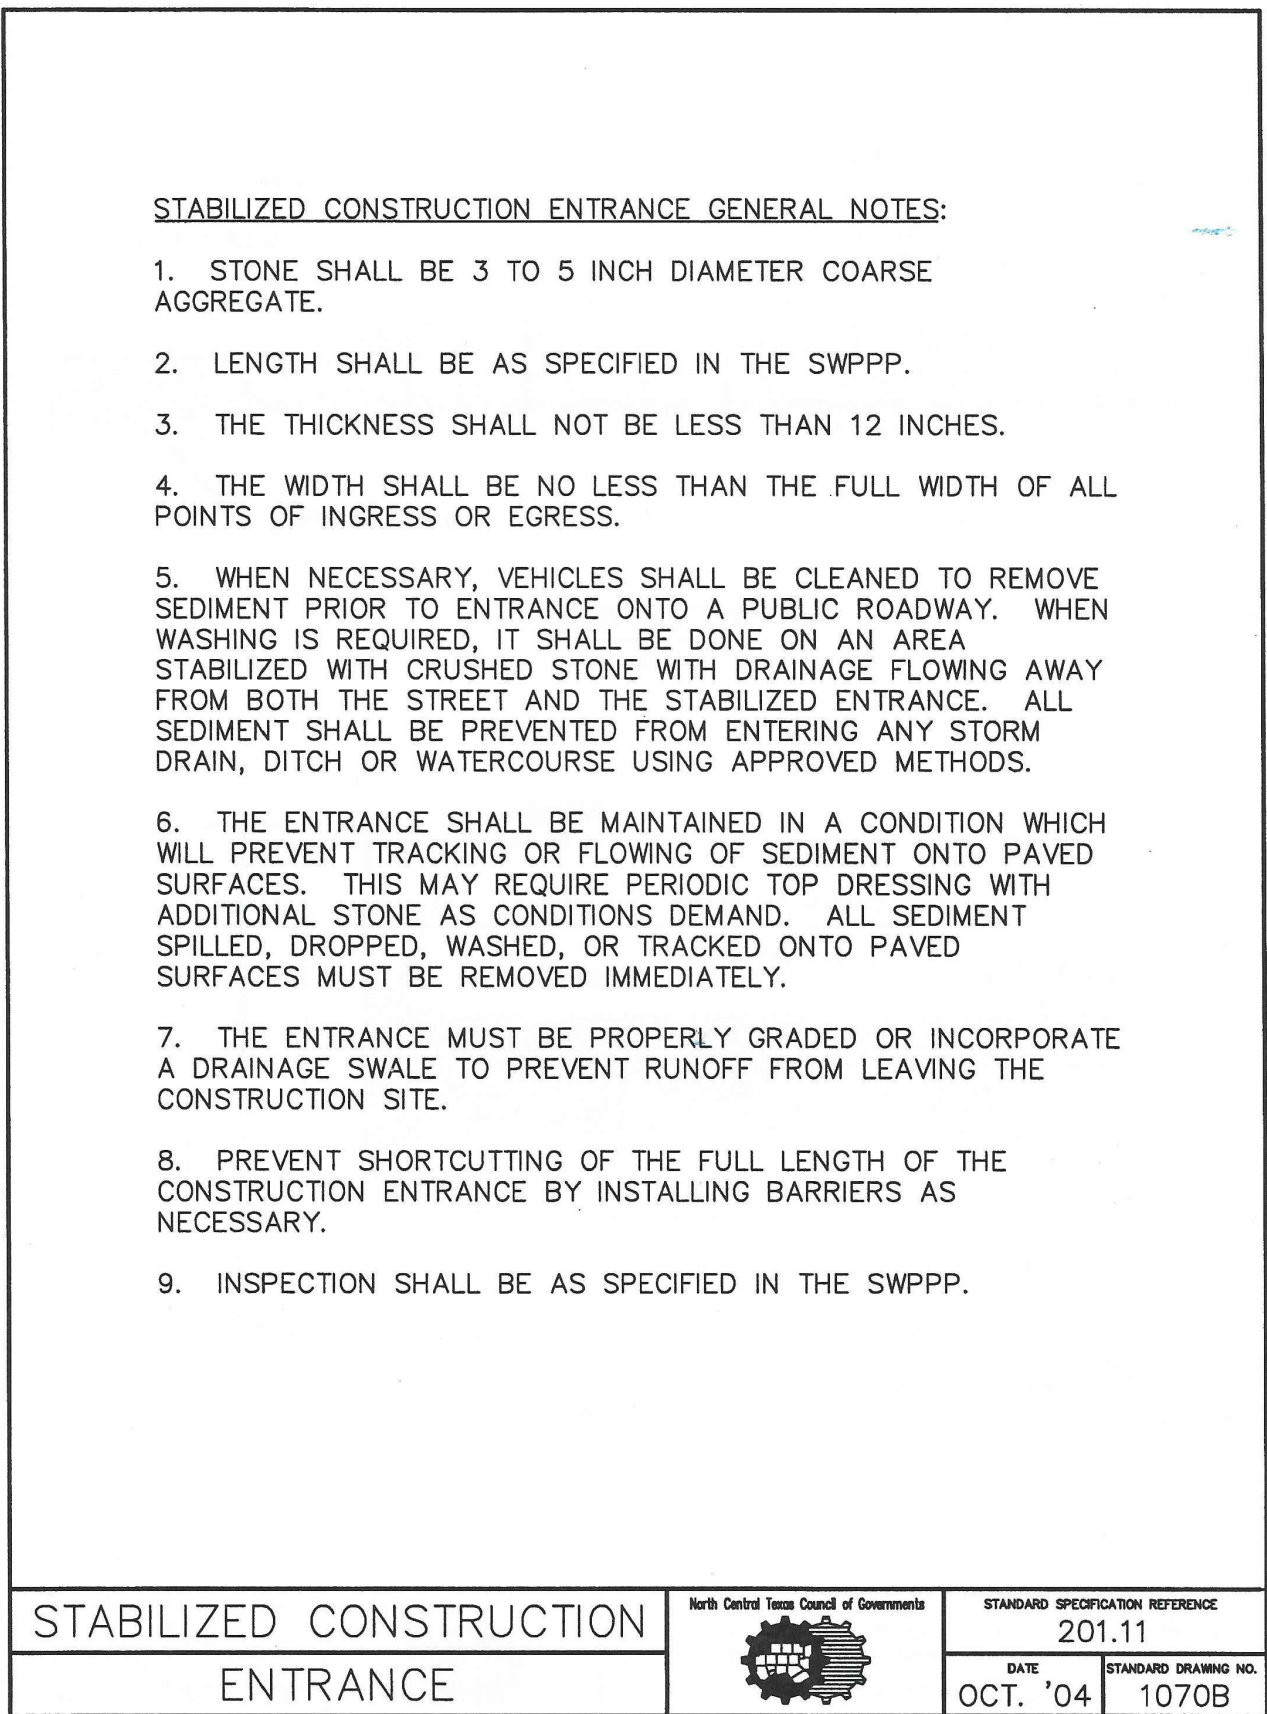 STABILIZED CONSTRUCTION ENTRANCE GENERAL NOTES:
1. STONE SHALL BE 3 TO 5 INCH DIAMETER COARSE
AGGREGATE.
2. LENGTH SHALL BE AS SPECIFIED IN THE SWPPP.
3. THE THICKNESS SHALL NOT BE LESS THAN 12 INCHES.
4. THE WIDTH SHALL BE NO LESS THAN THE FULL WIDTH OF ALL
POINTS OF INGRESS OR EGRESS.
5. WHEN NECESSARY, VEHICLES SHALL BE CLEANED TO REMOVE
SEDIMENT PRIOR TO ENTRANCE ONTO A PUBLIC ROADWAY. WHEN
WASHING IS REQUIRED, IT SHALL BE DONE ON AN AREA
STABILIZED WITH CRUSHED STONE WITH DRAINAGE FLOWING AWAY
FROM BOTH THE STREET AND THE STABILIZED ENTRANCE. ALL
SEDIMENT SHALL BE PREVENTED FROM ENTERING ANY STORM
DRAIN, DITCH OR WATERCOURSE USING APPROVED METHODS.
6. THE ENTRANCE SHALL BE MAINTAINED IN A CONDITION WHICH
WILL PREVENT TRACKING OR FLOWING OF SEDIMENT ONTO PAVED
SURFACES. THIS MAY REQUIRE PERIODIC TOP DRESSING WITH
ADDITIONAL STONE AS CONDITIONS DEMAND. ALL SEDIMENT
SPILLED, DROPPED, WASHED, OR TRACKED ONTO PAVED
SURFACES MUST BE REMOVED IMMEDIATELY.
7. THE ENTRANCE MUST BE PROPERLY GRADED OR INCORPORATE
A DRAINAGE SWALE TO PREVENT RUNOFF FROM LEAVING THE
CONSTRUCTION SITE.
8. PREVENT SHORTCUTTING OF THE FULL LENGTH OF THE
CONSTRUCTION ENTRANCE BY INSTALLING BARRIERS AS
NECESSARY.
9. INSPECTION SHALL BE AS SPECIFIED IN THE SWPPP.
STABILIZED CONSTRUCTION
ENTRANCE
North Central Texas Council of Governments
STANDARD SPECIFICATION REFERENCE
201.11
DATE
OCT. '04
STANDARD DRAWING NO.
1070B